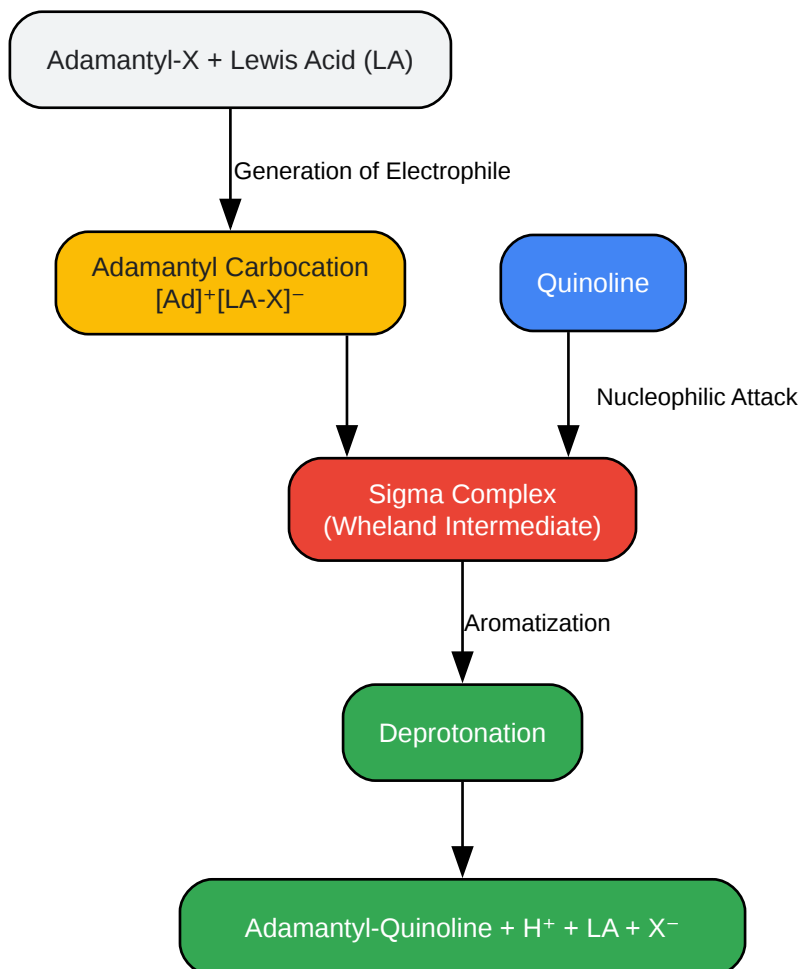 Adamantyl-X + Lewis Acid (LA)
Generation of Electrophile
Adamantyl Carbocation
[Ad]⁺[LA-X]⁻
Quinoline
Nucleophilic Attack
Sigma Complex
(Wheland Intermediate)
Aromatization
Deprotonation
Adamantyl-Quinoline + H⁺ + LA + X⁻